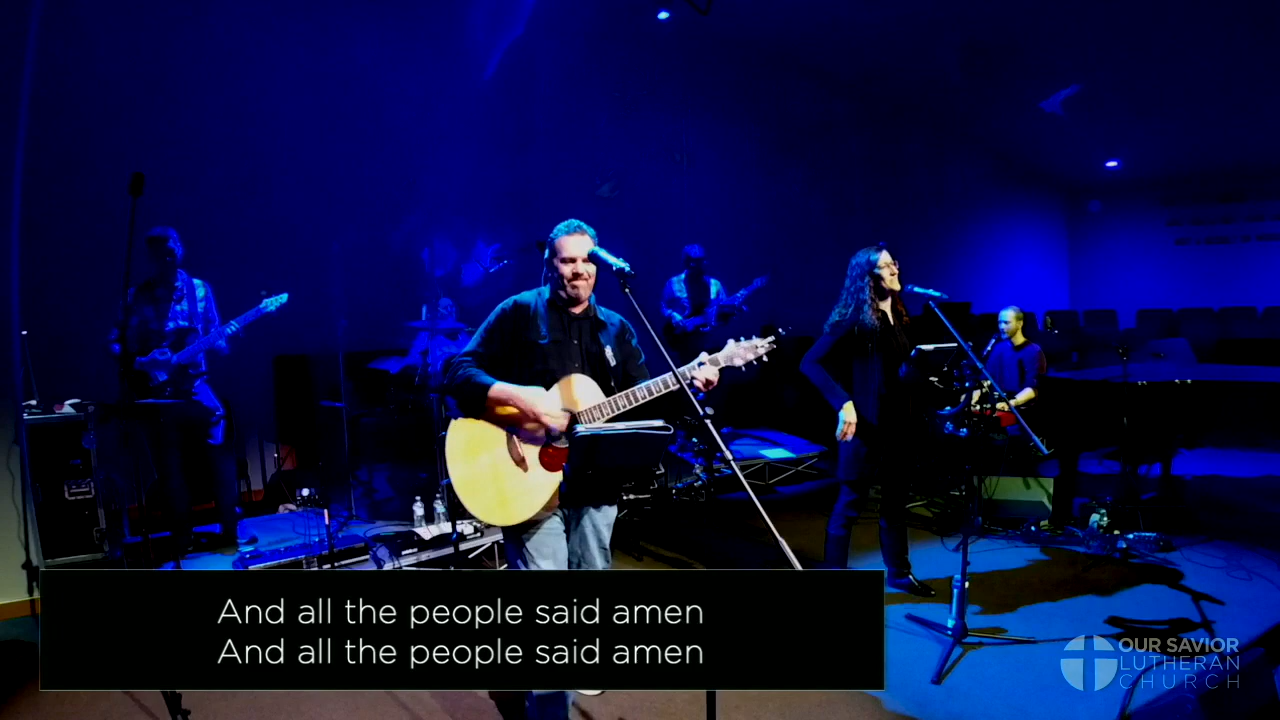 And all the people said amen
And all the people said amen
OUR SAVIOR
LUTHERAN
CHURCH